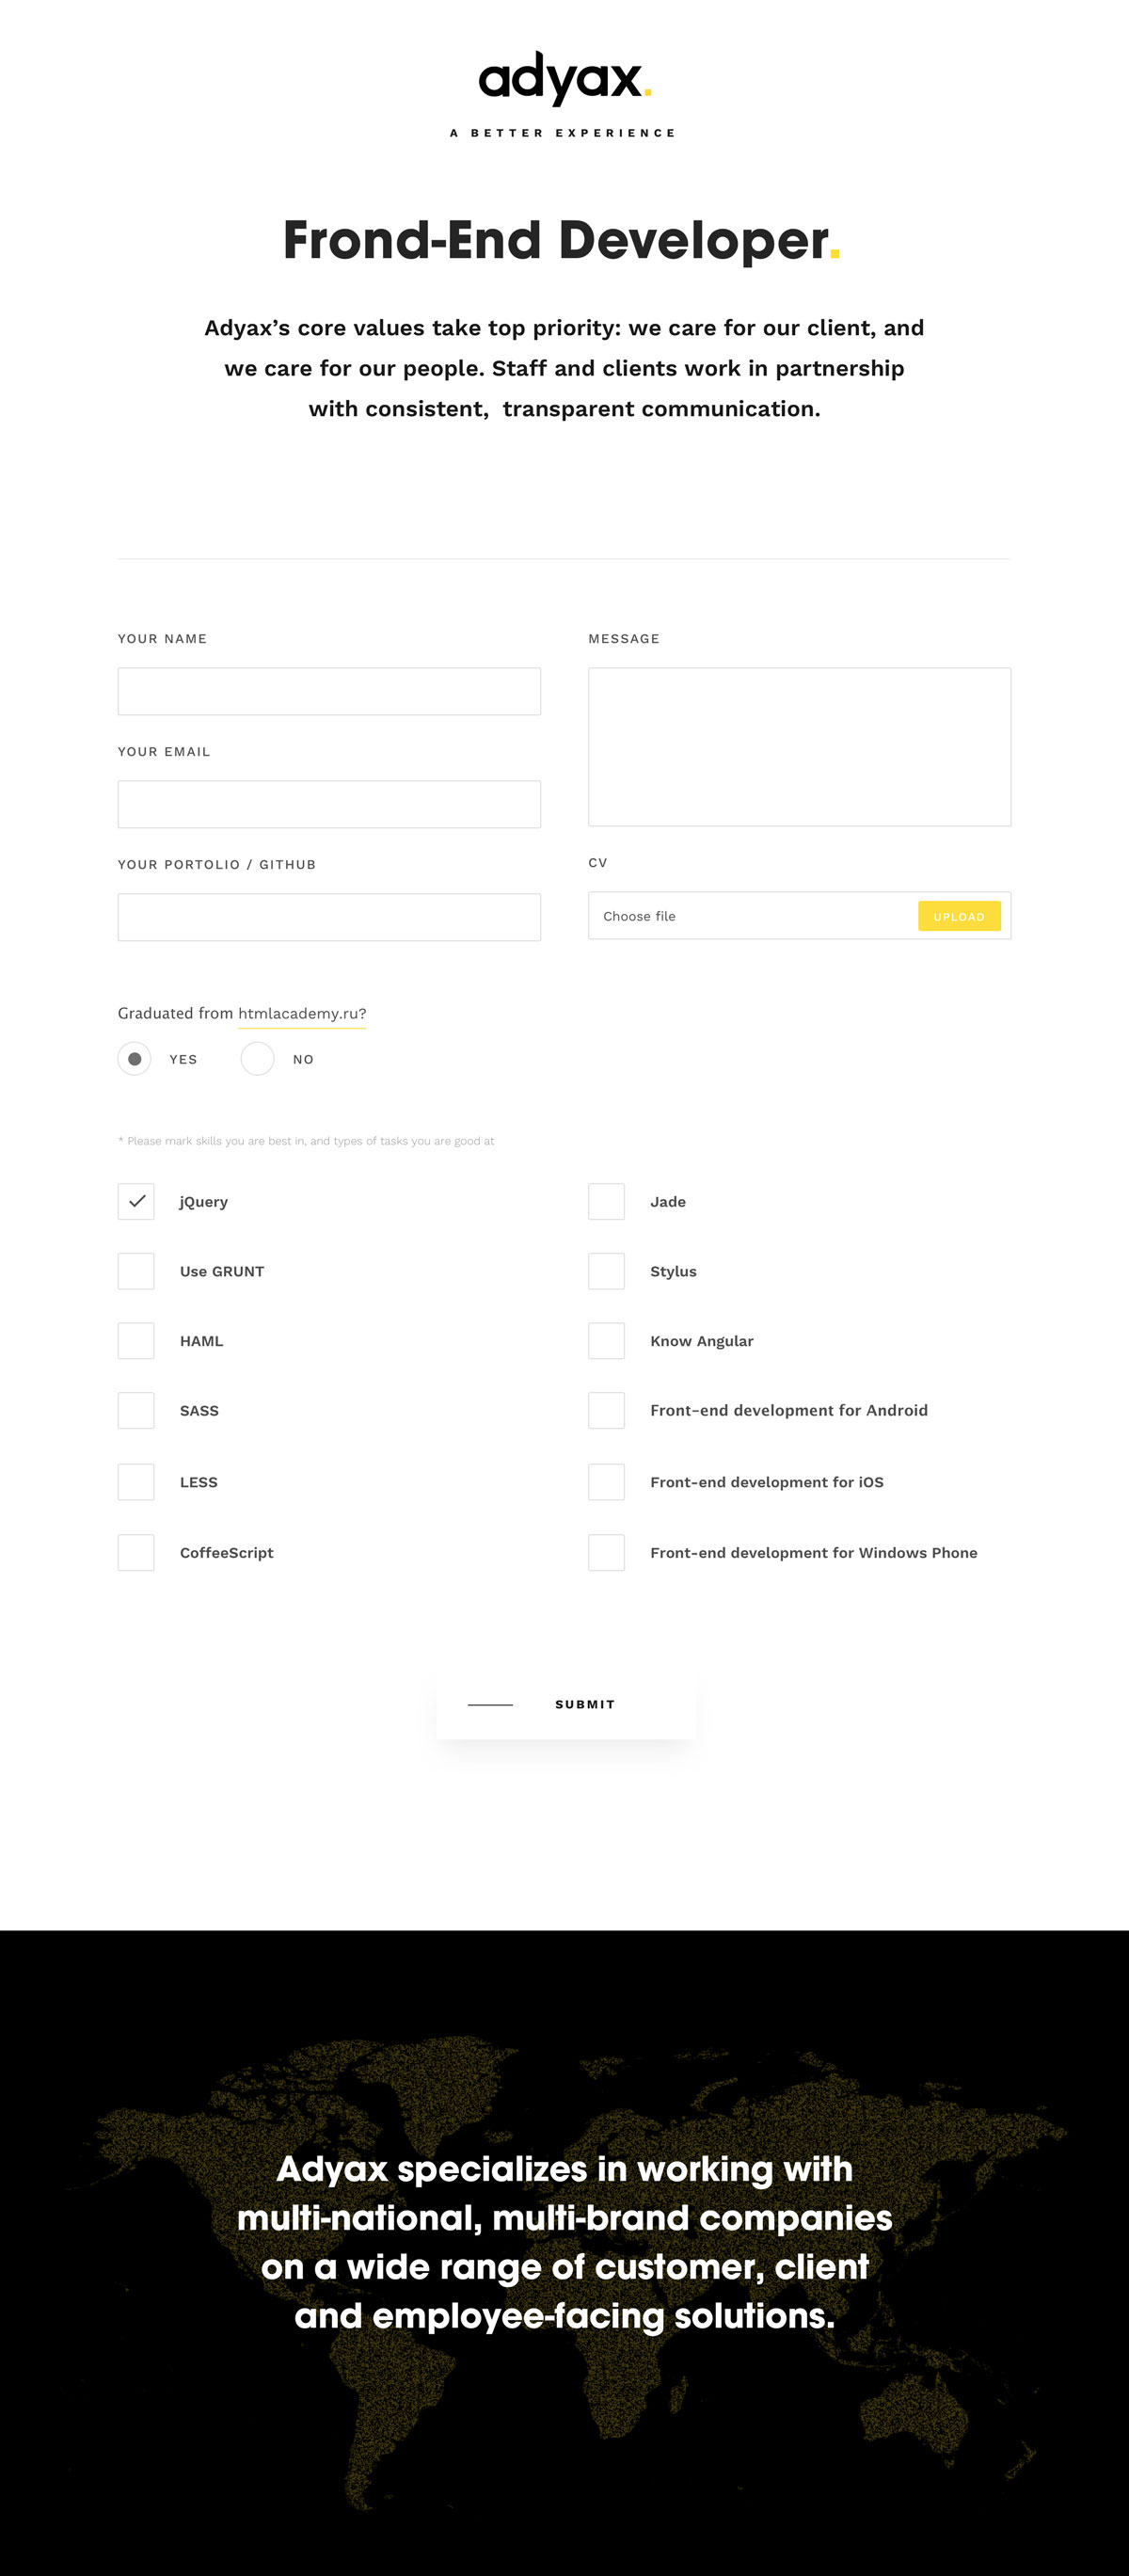 adyax.
A BETTER EXPERIENCE
Frond-End Developer.
Adyax’s core values take top priority: we care for our client, and
we care for our people. Staff and clients work in partnership
with consistent,  transparent communication.
YOUR NAME
YOUR EMAIL
YOUR PORTOLIO / GITHUB
MESSAGE
CV
Choose file
UPLOAD
Graduated from htmlacademy.ru?
YES
NO
* Please mark skills you are best in, and types of tasks you are good at
jQuery
Use GRUNT
HAML
SASS
LESS
CoffeeScript
Jade
Stylus
Know Angular
Front-end development for Android
Front-end development for iOS
Front-end development for Windows Phone
SUBMIT
Adyax specializes in working with
multi-national, multi-brand companies
on a wide range of customer, client
and employee-facing solutions.